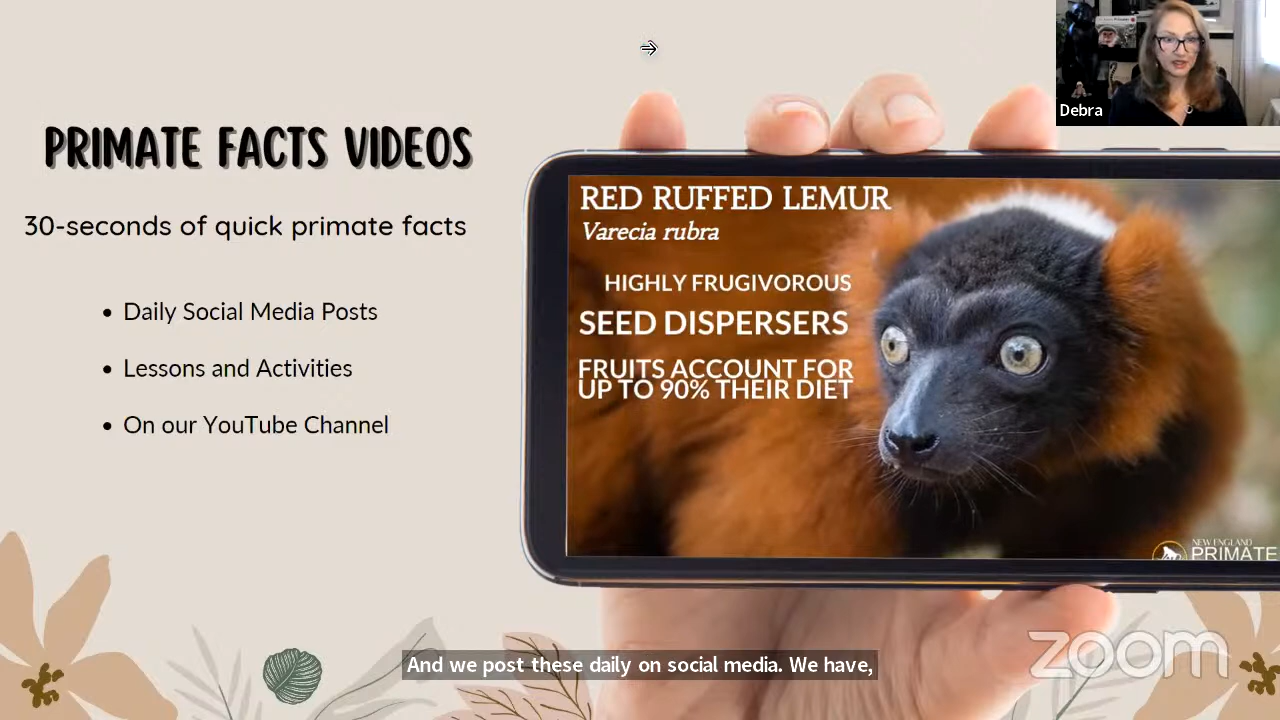 Debra
PRIMATE FACTS VIDEOS
30-seconds of quick primate facts
• Daily Social Media Posts
• Lessons and Activities
• On our YouTube Channel
RED RUFFED LEMUR
Varecia rubra
HIGHLY FRUGIVOROUS
SEED DISPERSERS
FRUITS ACCOUNT FOR
UP TO 90% THEIR DIET
NEW ENGLAND
PRIMATE
And we post these daily on social media. We have,
zoom